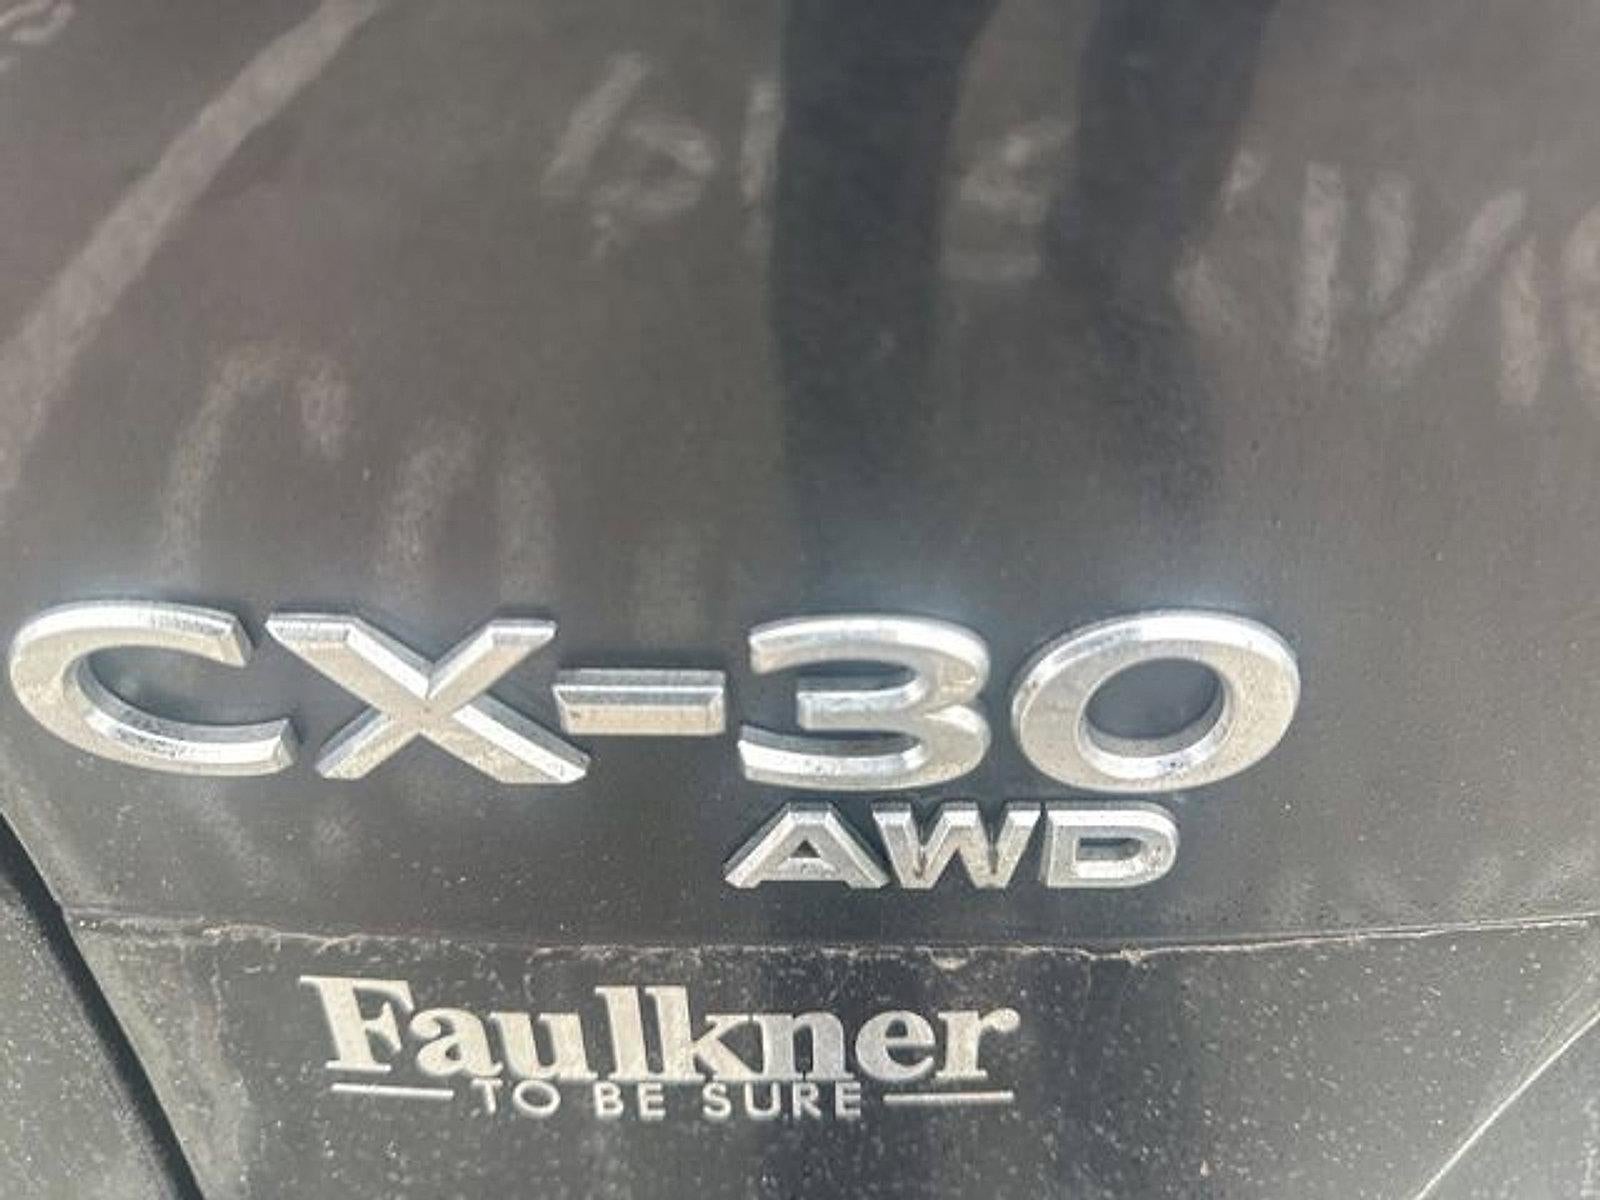 CX-30
AWD
Faulkner
TO BE SURE